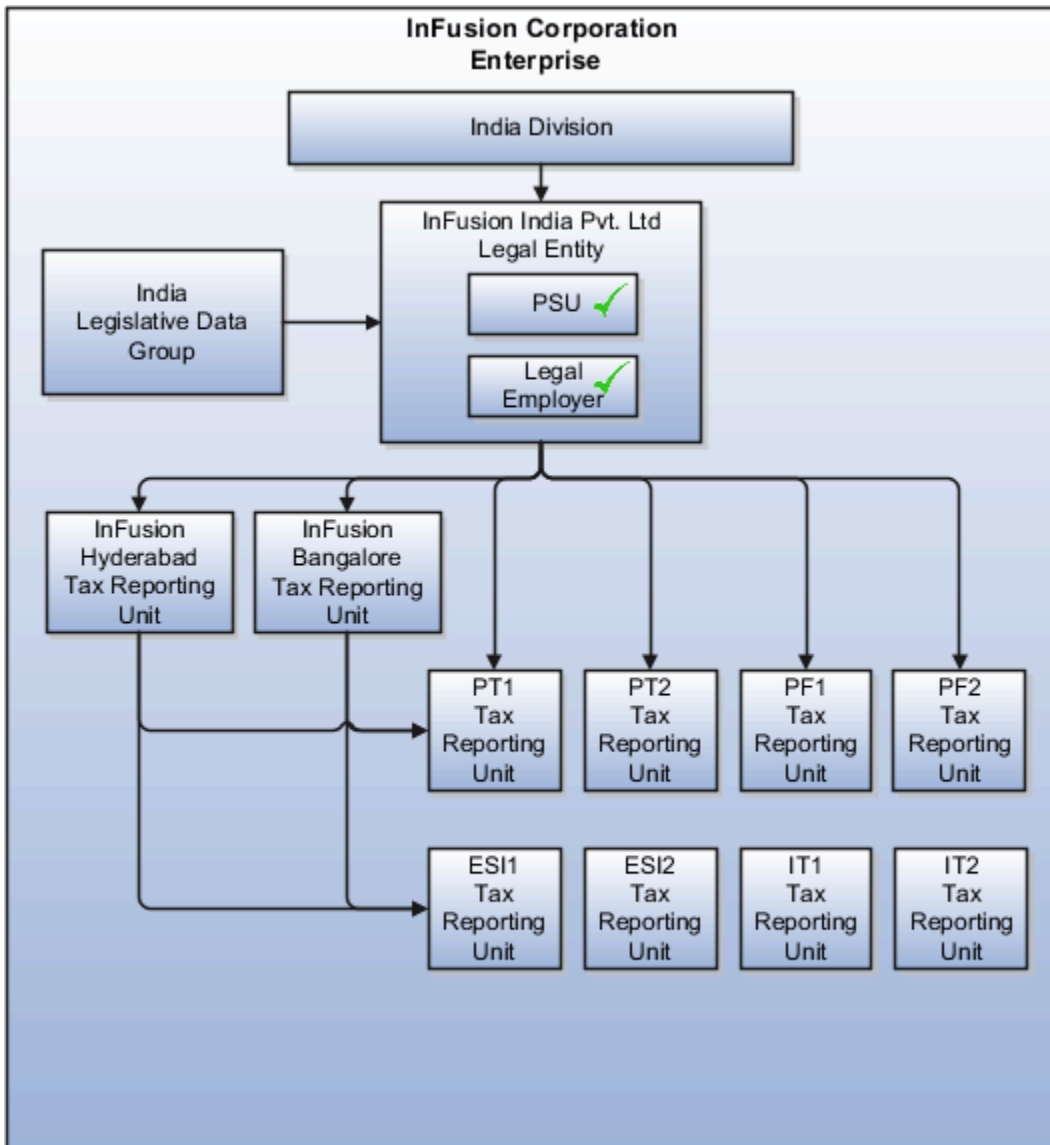 InFusion Corporation
Enterprise
India Division
InFusion India Pvt. Ltd
Legal Entity
PSU
Legal
Employer
India
Legislative Data
Group
InFusion
Hyderabad
Tax Reporting
Unit
InFusion
Bangalore
Tax Reporting
Unit
PT1
Tax
Reporting
Unit
PT2
Tax
Reporting
Unit
PF1
Tax
Reporting
Unit
PF2
Tax
Reporting
Unit
ESI1
Tax
Reporting
Unit
ESI2
Tax
Reporting
Unit
IT1
Tax
Reporting
Unit
IT2
Tax
Reporting
Unit